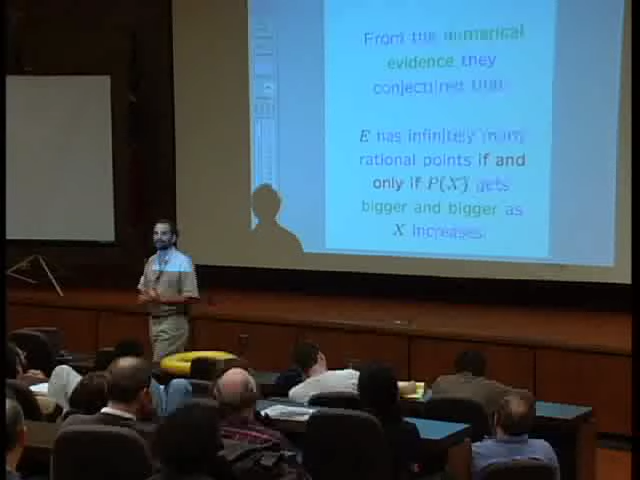 From the numerical
evidence they
conjectured that
E has infinitely many
rational points if and
only if P(X) gets
bigger and bigger as
X increases.